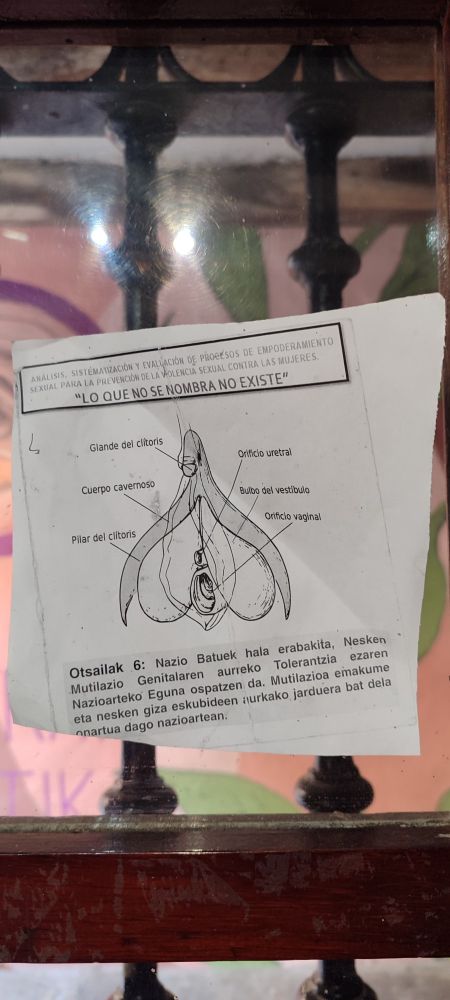 ANÁLISIS, SISTEMATIZACIÓN Y EVALUACIÓN DE PROCESOS DE EMPODERAMIENTO
SEXUAL PARA LA PREVENCIÓN DE LA VIOLENCIA SEXUAL CONTRA LAS MUJERES.
"LO QUE NO SE NOMBRA NO EXISTE"
Glande del clítoris
Orificio uretral
Cuerpo cavernoso
Bulbo del vestíbulo
Orificio vaginal
Pilar del clítoris
Otsailak 6: Nazio Batuek hala erabakita, Nesken
Mutilazio Genitalaren aurreko Tolerantzia ezaren
Nazioarteko Eguna ospatzen da. Mutilazioa emakume
eta nesken giza eskubideen aurkako jarduera bat dela
onartua dago nazioartean.
TIK